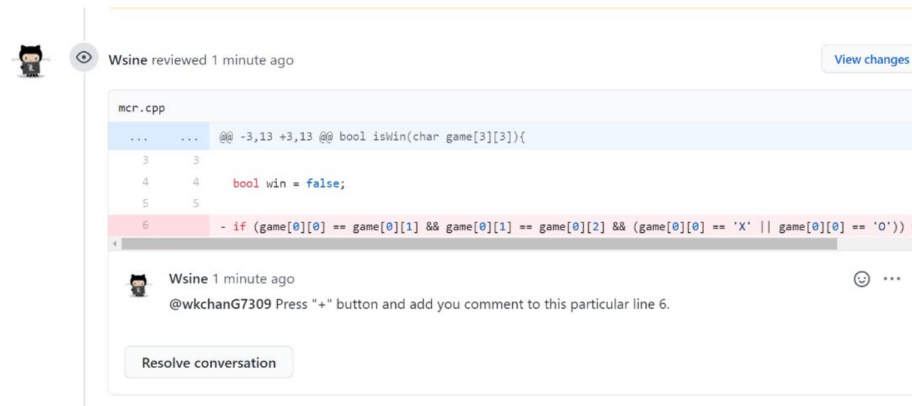 Wsine reviewed 1 minute ago
View changes
mcr.cpp
... ... @@ -3,13 +3,13 @@ bool isWin(char game[3][3]){
3 3
4 4 bool win = false;
5 5
6 - if (game[0][0] == game[0][1] && game[0][1] == game[0][2] && (game[0][0] == 'X' || game[0][0] == 'O'))
Wsine 1 minute ago
@wkchanG7309 Press "+" button and add you comment to this particular line 6.
Resolve conversation